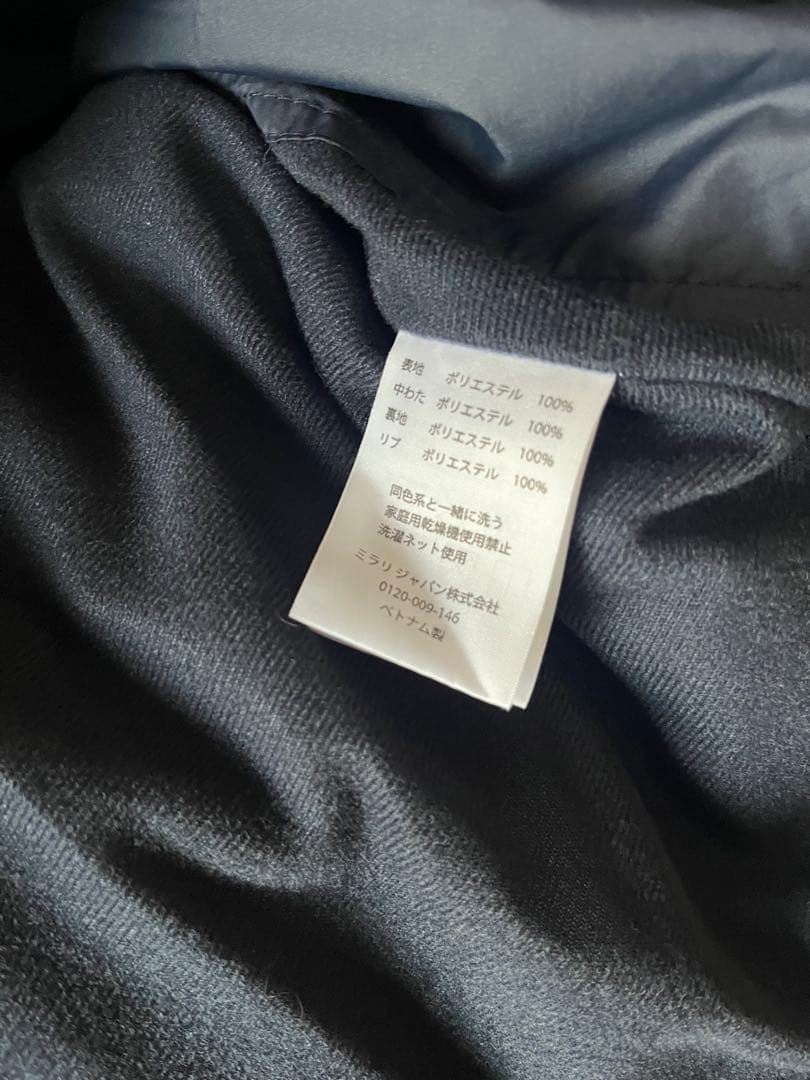 表地 ポリエステル 100%
中わた ポリエステル 100%
裏地 ポリエステル 100%
リブ ポリエステル 100%
同色系と一緒に洗う
家庭用乾燥機使用禁止
洗濯ネット使用
ミラリ ジャパン株式会社
0120-009-146
ベトナム製